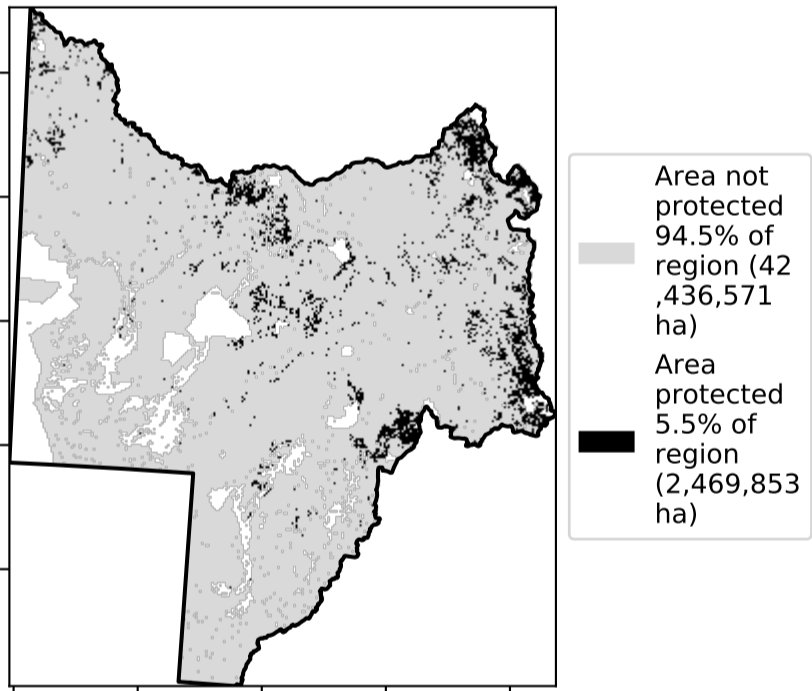 Area not
protected
94.5% of
region (42
,436,571
ha)
Area
protected
5.5% of
region
(2,469,853
ha)